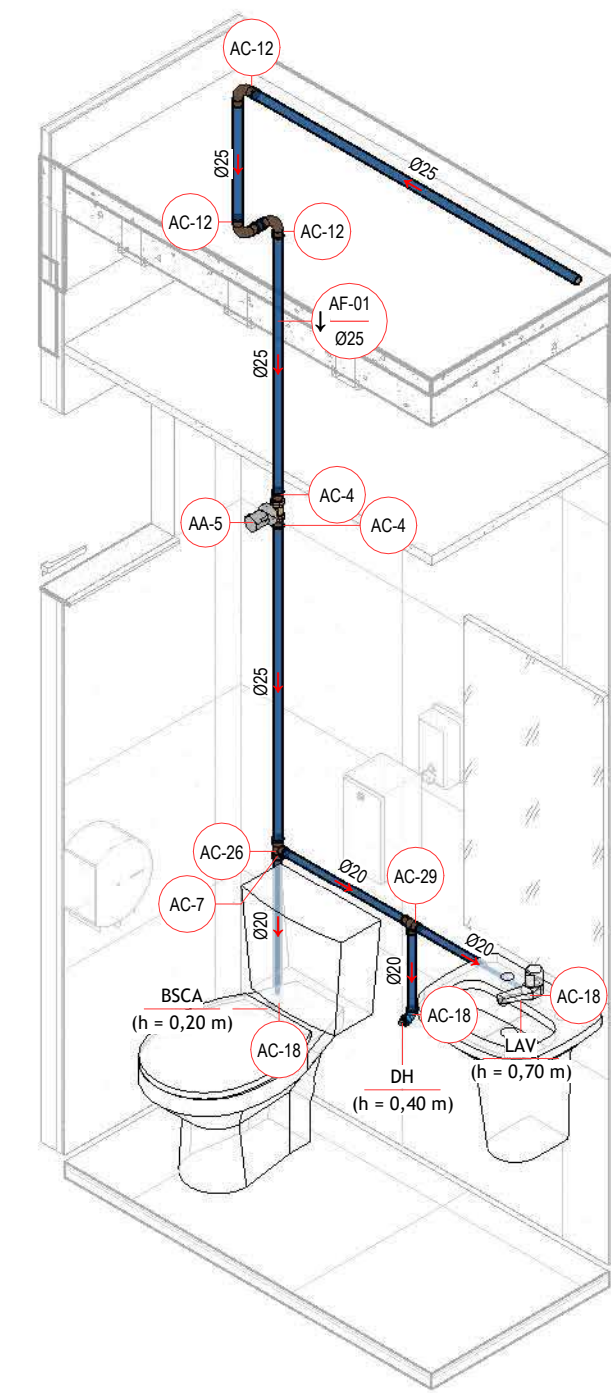 AC-12
Ø25
Ø25
AC-12
AC-12
AF-01
Ø25
Ø25
AC-4
AA-5
AC-4
Ø25
AC-26
Ø20
AC-29
AC-7
Ø20
Ø20
Ø20
BSCA
(h = 0,20 m)
AC-18
AC-18
AC-18
LAV
(h = 0,70 m)
DH
(h = 0,40 m)